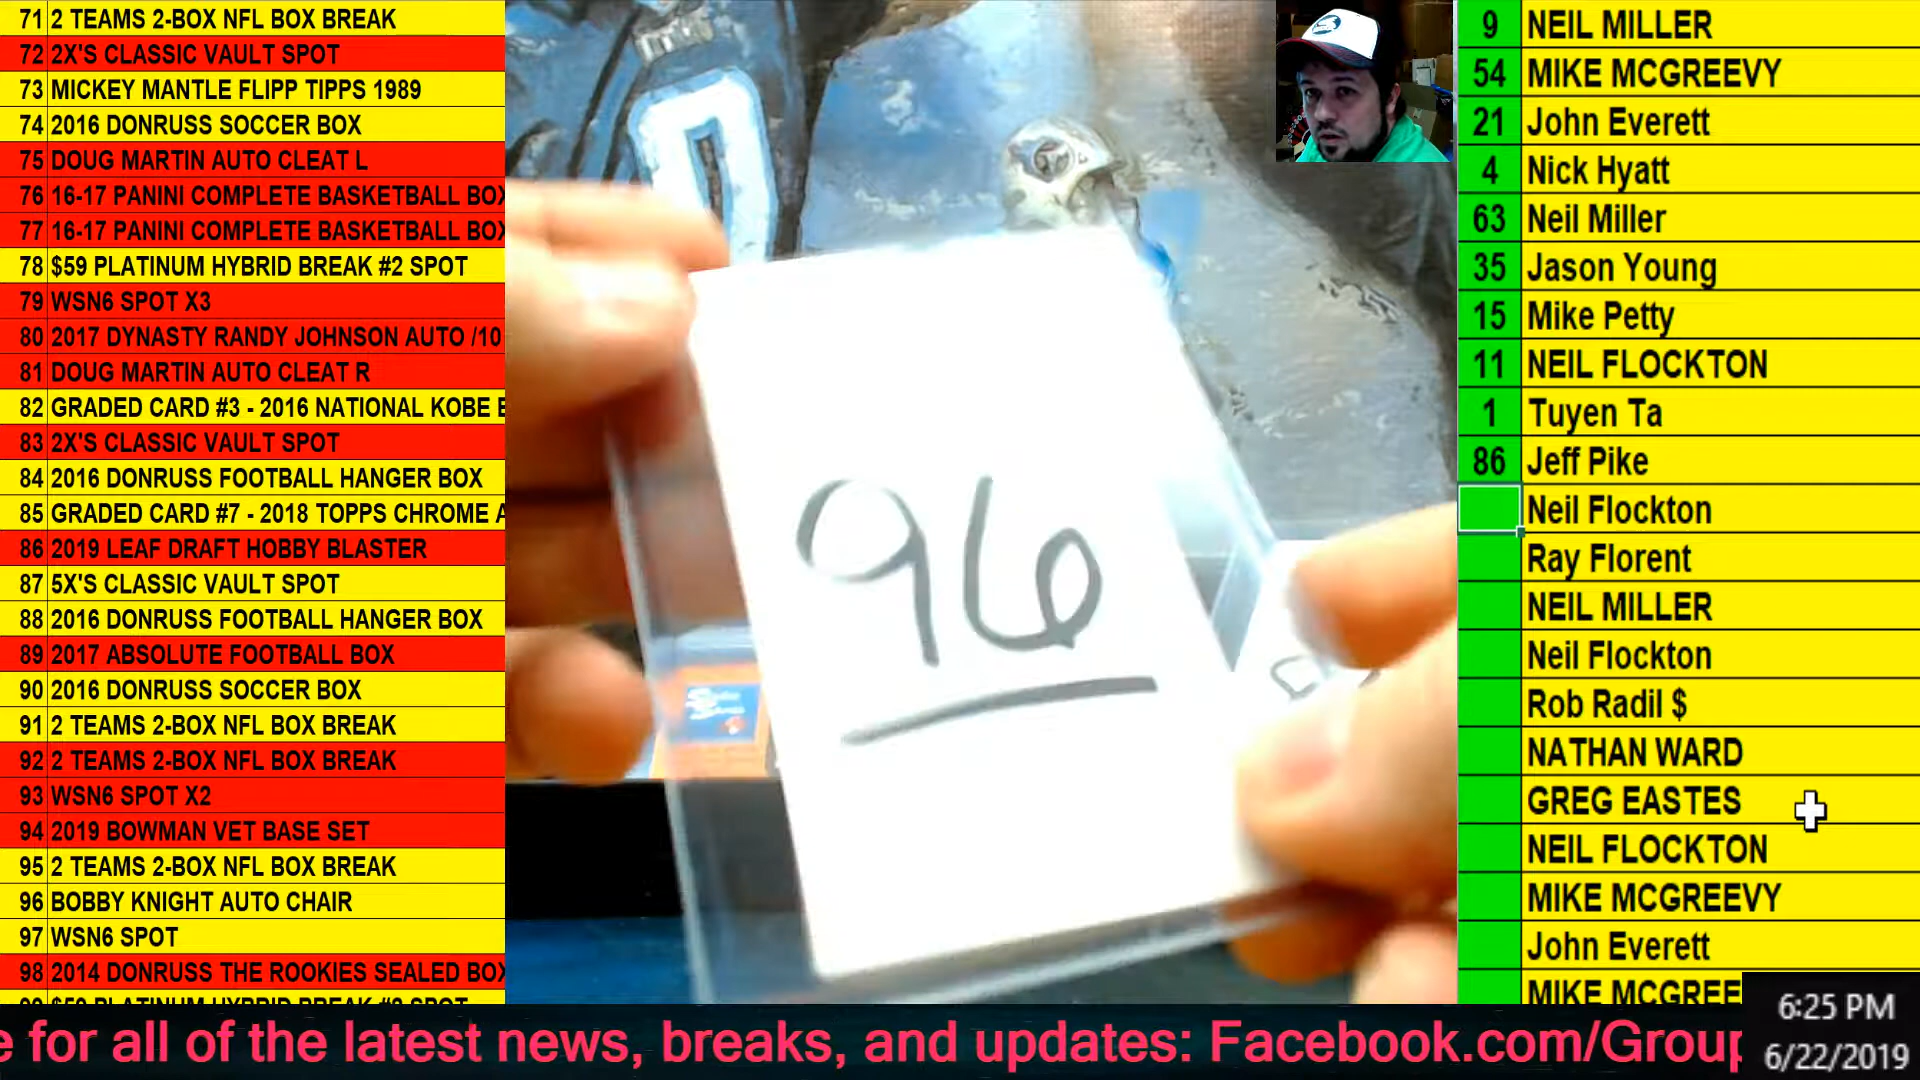 71 2 TEAMS 2-BOX NFL BOX BREAK
72 2X'S CLASSIC VAULT SPOT
73 MICKEY MANTLE FLIPP TIPPS 1989
74 2016 DONRUSS SOCCER BOX
75 DOUG MARTIN AUTO CLEAT L
76 16-17 PANINI COMPLETE BASKETBALL BOX
77 16-17 PANINI COMPLETE BASKETBALL BOX
78 $59 PLATINUM HYBRID BREAK #2 SPOT
79 WSN6 SPOT X3
80 2017 DYNASTY RANDY JOHNSON AUTO /10
81 DOUG MARTIN AUTO CLEAT R
82 GRADED CARD #3 - 2016 NATIONAL KOBE
83 2X'S CLASSIC VAULT SPOT
84 2016 DONRUSS FOOTBALL HANGER BOX
85 GRADED CARD #7 - 2018 TOPPS CHROME A
86 2019 LEAF DRAFT HOBBY BLASTER
87 5X'S CLASSIC VAULT SPOT
88 2016 DONRUSS FOOTBALL HANGER BOX
89 2017 ABSOLUTE FOOTBALL BOX
90 2016 DONRUSS SOCCER BOX
91 2 TEAMS 2-BOX NFL BOX BREAK
92 2 TEAMS 2-BOX NFL BOX BREAK
93 WSN6 SPOT X2
94 2019 BOWMAN VET BASE SET
95 2 TEAMS 2-BOX NFL BOX BREAK
96 BOBBY KNIGHT AUTO CHAIR
97 WSN6 SPOT
98 2014 DONRUSS THE ROOKIES SEALED BOX
99 $59 PLATINUM HYBRID BREAK #2 SPOT
96
9 NEIL MILLER
54 MIKE MCGREEVY
21 John Everett
4 Nick Hyatt
63 Neil Miller
35 Jason Young
15 Mike Petty
11 NEIL FLOCKTON
1 Tuyen Ta
86 Jeff Pike
Neil Flockton
Ray Florent
NEIL MILLER
Neil Flockton
Rob Radil $
NATHAN WARD
GREG EASTES
NEIL FLOCKTON
MIKE MCGREEVY
John Everett
MIKE MCGREE
e for all of the latest news, breaks, and updates: Facebook.com/Group
6:25 PM
6/22/2019